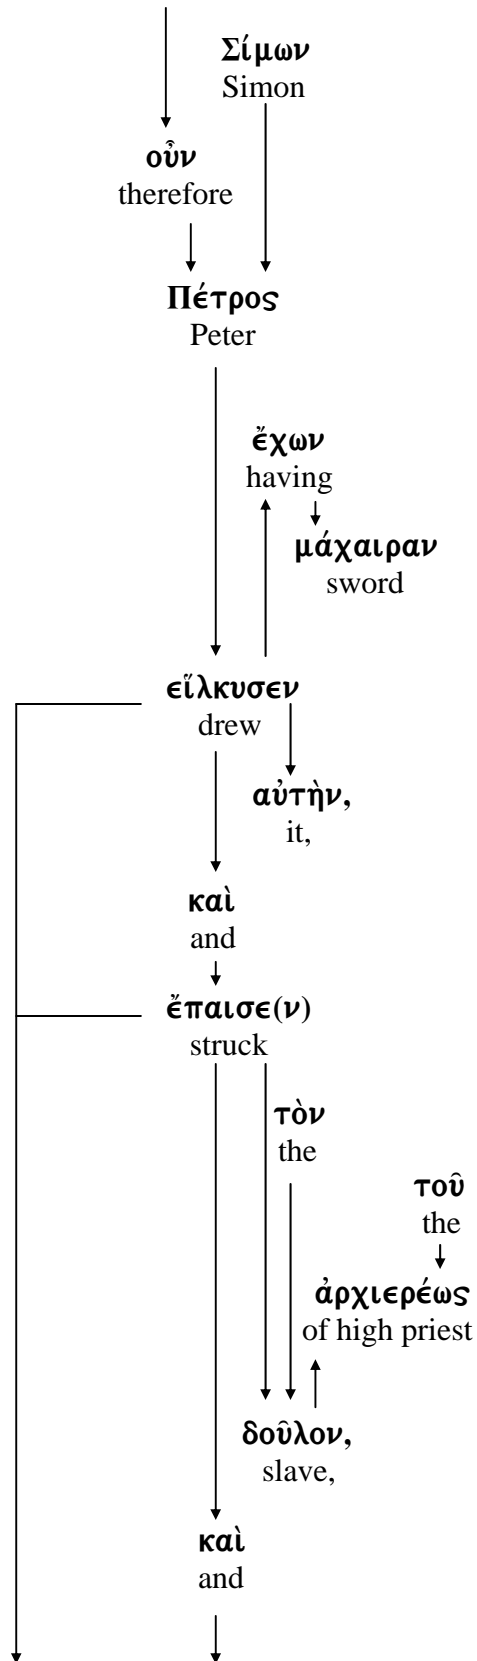 Σίμων
Simon
οὖν
therefore
Πέτρος
Peter
ἔχων
having
μάχαιραν
sword
εἵλκυσεν
drew
αὐτὴν,
it,
καὶ
and
ἔπαισε(ν)
struck
τὸν
the
τοῦ
the
ἀρχιερέως
of high priest
δοῦλον,
slave,
καὶ
and